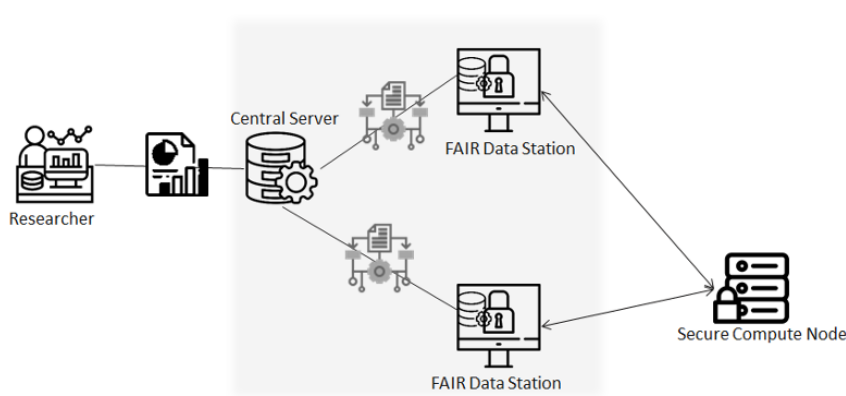 Central Server
FAIR Data Station
Researcher
Secure Compute Node
FAIR Data Station